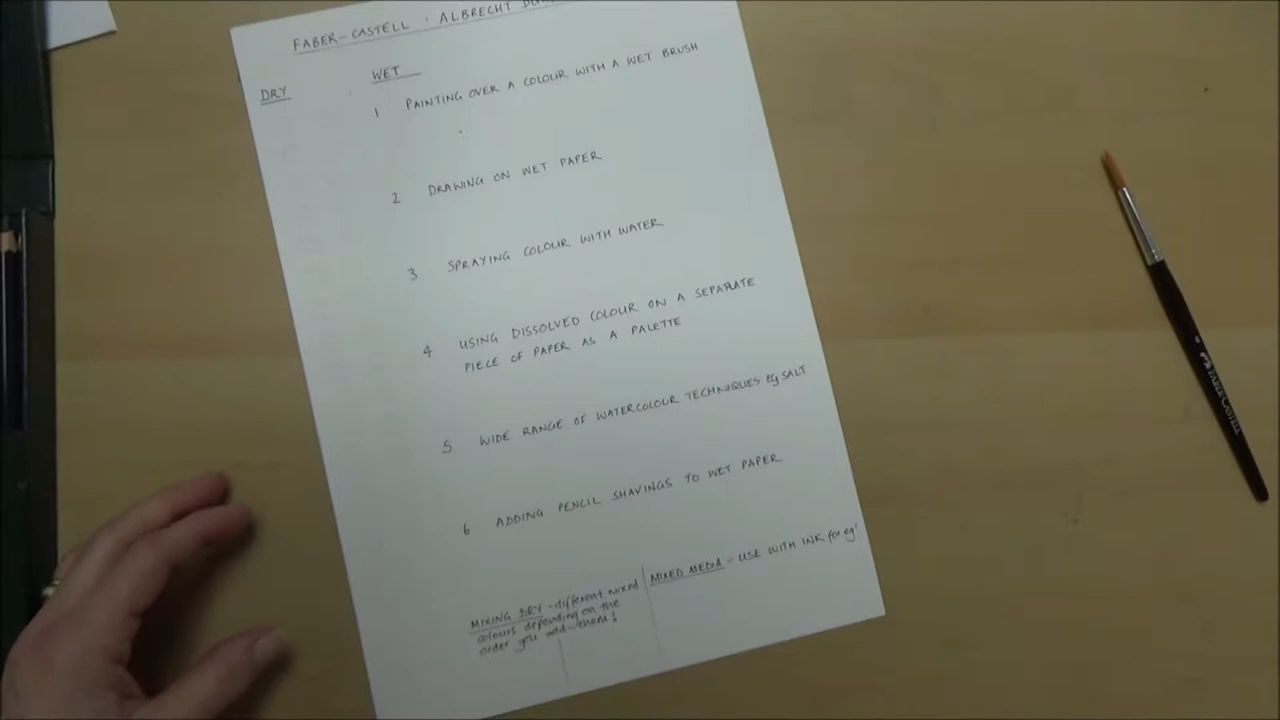 FABER-CASTELL : ALBRECHT
DRY
WET
1 PAINTING OVER A COLOUR WITH A WET BRUSH
2 DRAWING ON WET PAPER
3 SPRAYING COLOUR WITH WATER
4 USING DISSOLVED COLOUR ON A SEPARATE
PIECE OF PAPER AS A PALETTE
5 WIDE RANGE OF WATERCOLOUR TECHNIQUES eg SALT
6 ADDING PENCIL SHAVINGS TO WET PAPER
MIXING DRY - different mixed
colours depending on the
order you add them!
MIXED MEDIA - USE WITH INK for eg'
FABER-CASTELL